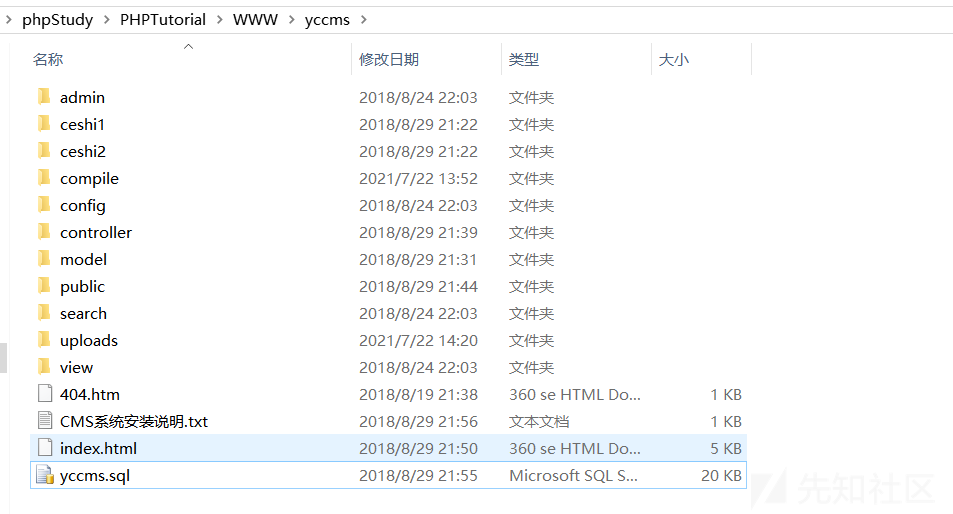 phpStudy > PHPTutorial > WWW > yccms >
名称 修改日期 类型 大小
admin 2018/8/24 22:03 文件夹
ceshi1 2018/8/29 21:22 文件夹
ceshi2 2018/8/29 21:22 文件夹
compile 2021/7/22 13:52 文件夹
config 2018/8/24 22:03 文件夹
controller 2018/8/29 21:39 文件夹
model 2018/8/29 21:31 文件夹
public 2018/8/29 21:44 文件夹
search 2018/8/24 22:03 文件夹
uploads 2021/7/22 14:20 文件夹
view 2018/8/24 22:03 文件夹
404.htm 2018/8/19 21:38 360 se HTML Do... 1 KB
CMS系统安装说明.txt 2018/8/29 21:56 文本文档 1 KB
index.html 2018/8/29 21:50 360 se HTML Do... 5 KB
yccms.sql 2018/8/29 21:55 Microsoft SQL S... 20 KB
先知社区